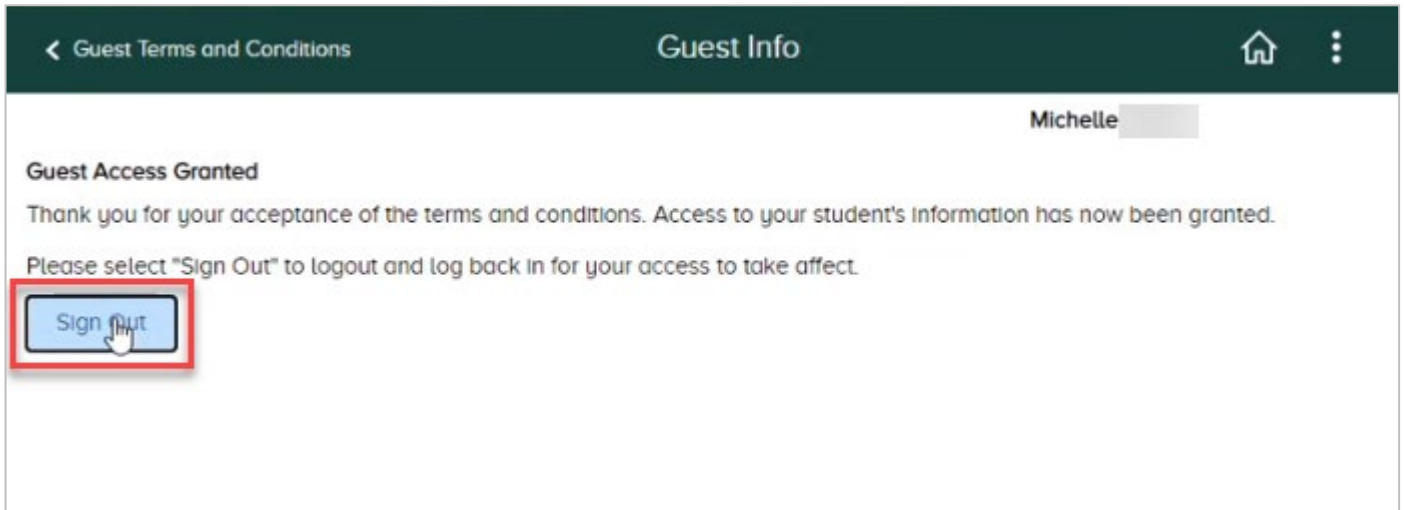 Guest Terms and Conditions
Guest Info
Michelle
Guest Access Granted
Thank you for your acceptance of the terms and conditions. Access to your student's information has now been granted.
Please select "Sign Out" to logout and log back in for your access to take affect.
Sign Out